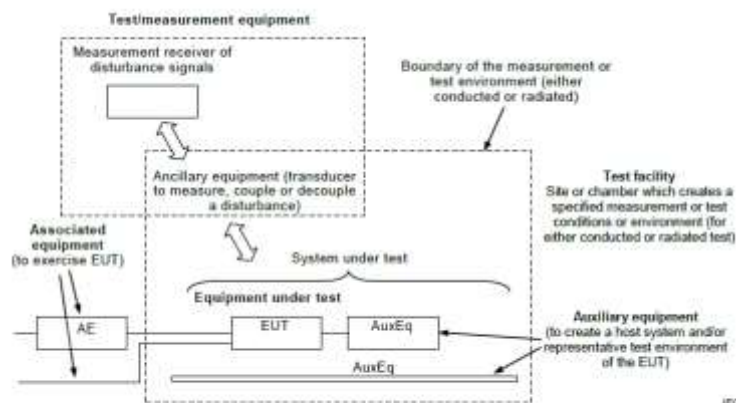 Test/measurement equipment
Measurement receiver of
disturbance signals
Boundary of the measurement or
test environment (either
conducted or radiated)
Ancillary equipment (transducer
to measure, couple or decouple
a disturbance)
Test facility
Site or chamber which creates a
specified measurement or test
conditions or environment (for
either conducted or radiated test)
Associated
equipment
(to exercise EUT)
System under test
Equipment under test
AE
EUT
AuxEq
Auxiliary equipment
(to create a host system and/or
representative test environment
of the EUT)
AuxEq